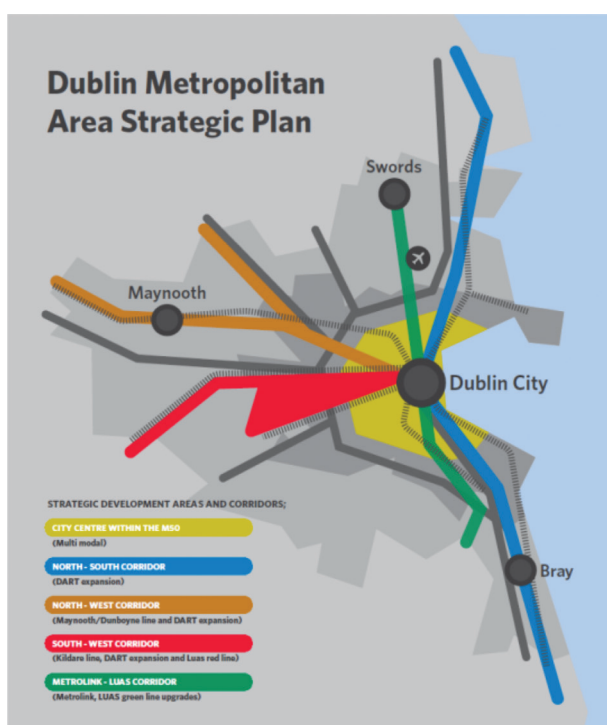 Dublin Metropolitan
Area Strategic Plan
Swords
Maynooth
Dublin City
Bray
STRATEGIC DEVELOPMENT AREAS AND CORRIDORS;
CITY CENTRE WITHIN THE M50
(Multi modal)
NORTH - SOUTH CORRIDOR
(DART expansion)
NORTH - WEST CORRIDOR
(Maynooth/Dunboyne line and DART expansion)
SOUTH - WEST CORRIDOR
(Kildare line, DART expansion and Luas red line)
METROLINK - LUAS CORRIDOR
(Metrolink, LUAS green line upgrades)